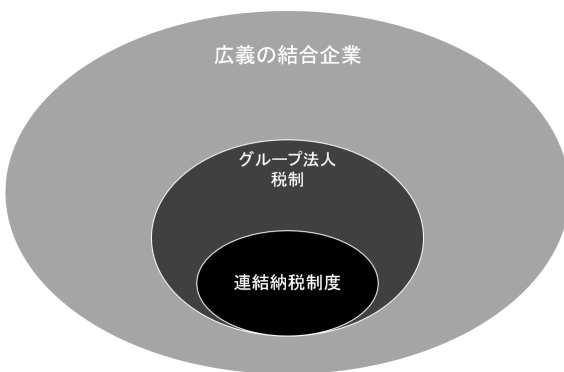 広義の結合企業
グループ法人
税制
連結納税制度